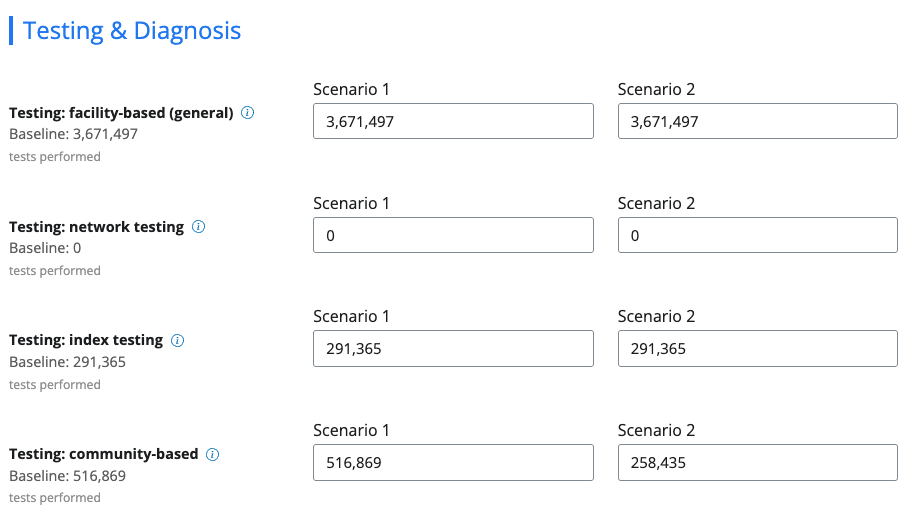 Testing & Diagnosis
Testing: facility-based (general)
Baseline: 3,671,497
tests performed
Scenario 1
3,671,497
Scenario 2
3,671,497
Testing: network testing
Baseline: 0
tests performed
Scenario 1
0
Scenario 2
0
Testing: index testing
Baseline: 291,365
tests performed
Scenario 1
291,365
Scenario 2
291,365
Testing: community-based
Baseline: 516,869
tests performed
Scenario 1
516,869
Scenario 2
258,435